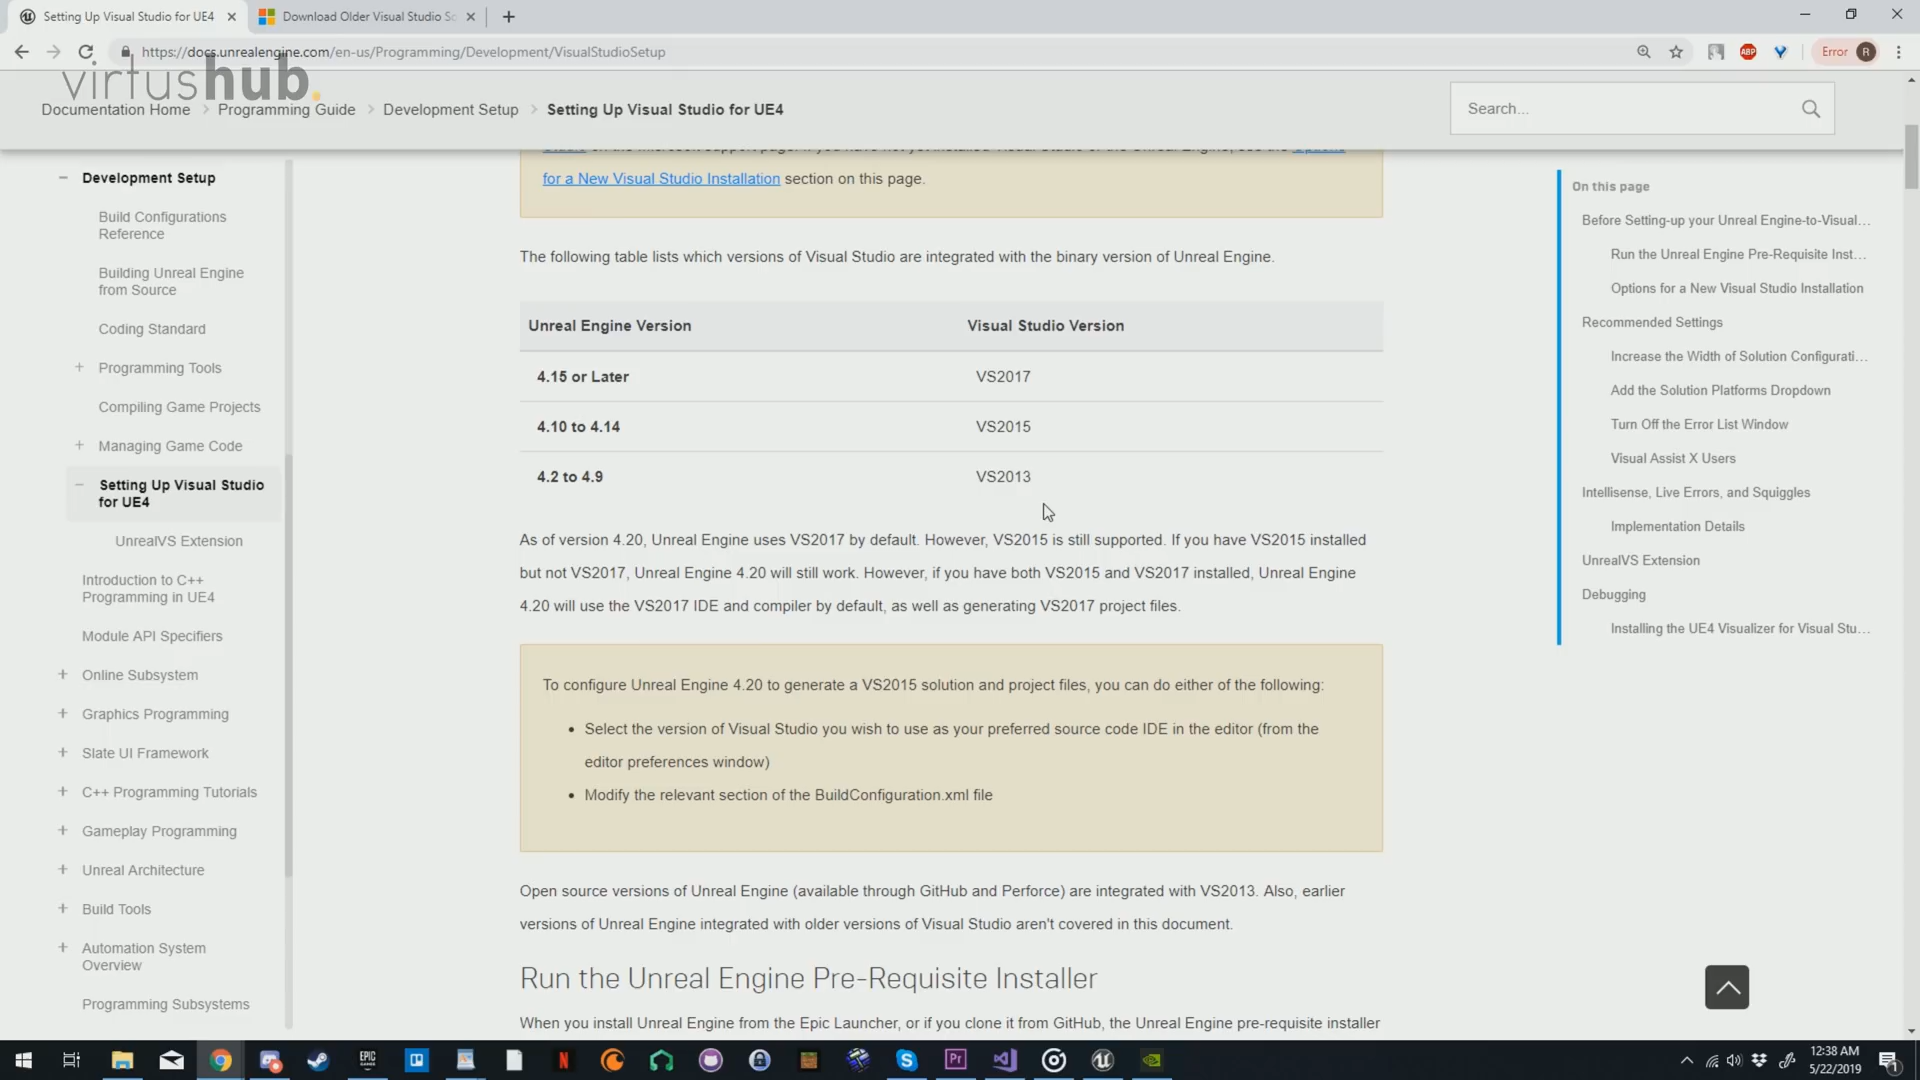 Setting Up Visual Studio for UE4
Download Older Visual Studio So
https://docs.unrealengine.com/en-us/Programming/Development/VisualStudioSetup
ABP
Error
R
virtushub.
Documentation Home > Programming Guide > Development Setup > Setting Up Visual Studio for UE4
Search...
Development Setup
Build Configurations
Reference
Building Unreal Engine
from Source
Coding Standard
Programming Tools
Compiling Game Projects
Managing Game Code
Setting Up Visual Studio
for UE4
UnrealVS Extension
Introduction to C++
Programming in UE4
Module API Specifiers
Online Subsystem
Graphics Programming
Slate UI Framework
C++ Programming Tutorials
Gameplay Programming
Unreal Architecture
Build Tools
Automation System
Overview
Programming Subsystems
for a New Visual Studio Installation section on this page.
The following table lists which versions of Visual Studio are integrated with the binary version of Unreal Engine.
Unreal Engine Version Visual Studio Version
4.15 or Later VS2017
4.10 to 4.14 VS2015
4.2 to 4.9 VS2013
As of version 4.20, Unreal Engine uses VS2017 by default. However, VS2015 is still supported. If you have VS2015 installed
but not VS2017, Unreal Engine 4.20 will still work. However, if you have both VS2015 and VS2017 installed, Unreal Engine
4.20 will use the VS2017 IDE and compiler by default, as well as generating VS2017 project files.
To configure Unreal Engine 4.20 to generate a VS2015 solution and project files, you can do either of the following:
• Select the version of Visual Studio you wish to use as your preferred source code IDE in the editor (from the
editor preferences window)
• Modify the relevant section of the BuildConfiguration.xml file
Open source versions of Unreal Engine (available through GitHub and Perforce) are integrated with VS2013. Also, earlier
versions of Unreal Engine integrated with older versions of Visual Studio aren't covered in this document.
Run the Unreal Engine Pre-Requisite Installer
When you install Unreal Engine from the Epic Launcher, or if you clone it from GitHub, the Unreal Engine pre-requisite installer
On this page
Before Setting-up your Unreal Engine-to-Visual...
Run the Unreal Engine Pre-Requisite Inst...
Options for a New Visual Studio Installation
Recommended Settings
Increase the Width of Solution Configurati...
Add the Solution Platforms Dropdown
Turn Off the Error List Window
Visual Assist X Users
Intellisense, Live Errors, and Squiggles
Implementation Details
UnrealVS Extension
Debugging
Installing the UE4 Visualizer for Visual Stu...
EPIC
GAMES
N
S
Pr
12:38 AM
5/22/2019
1